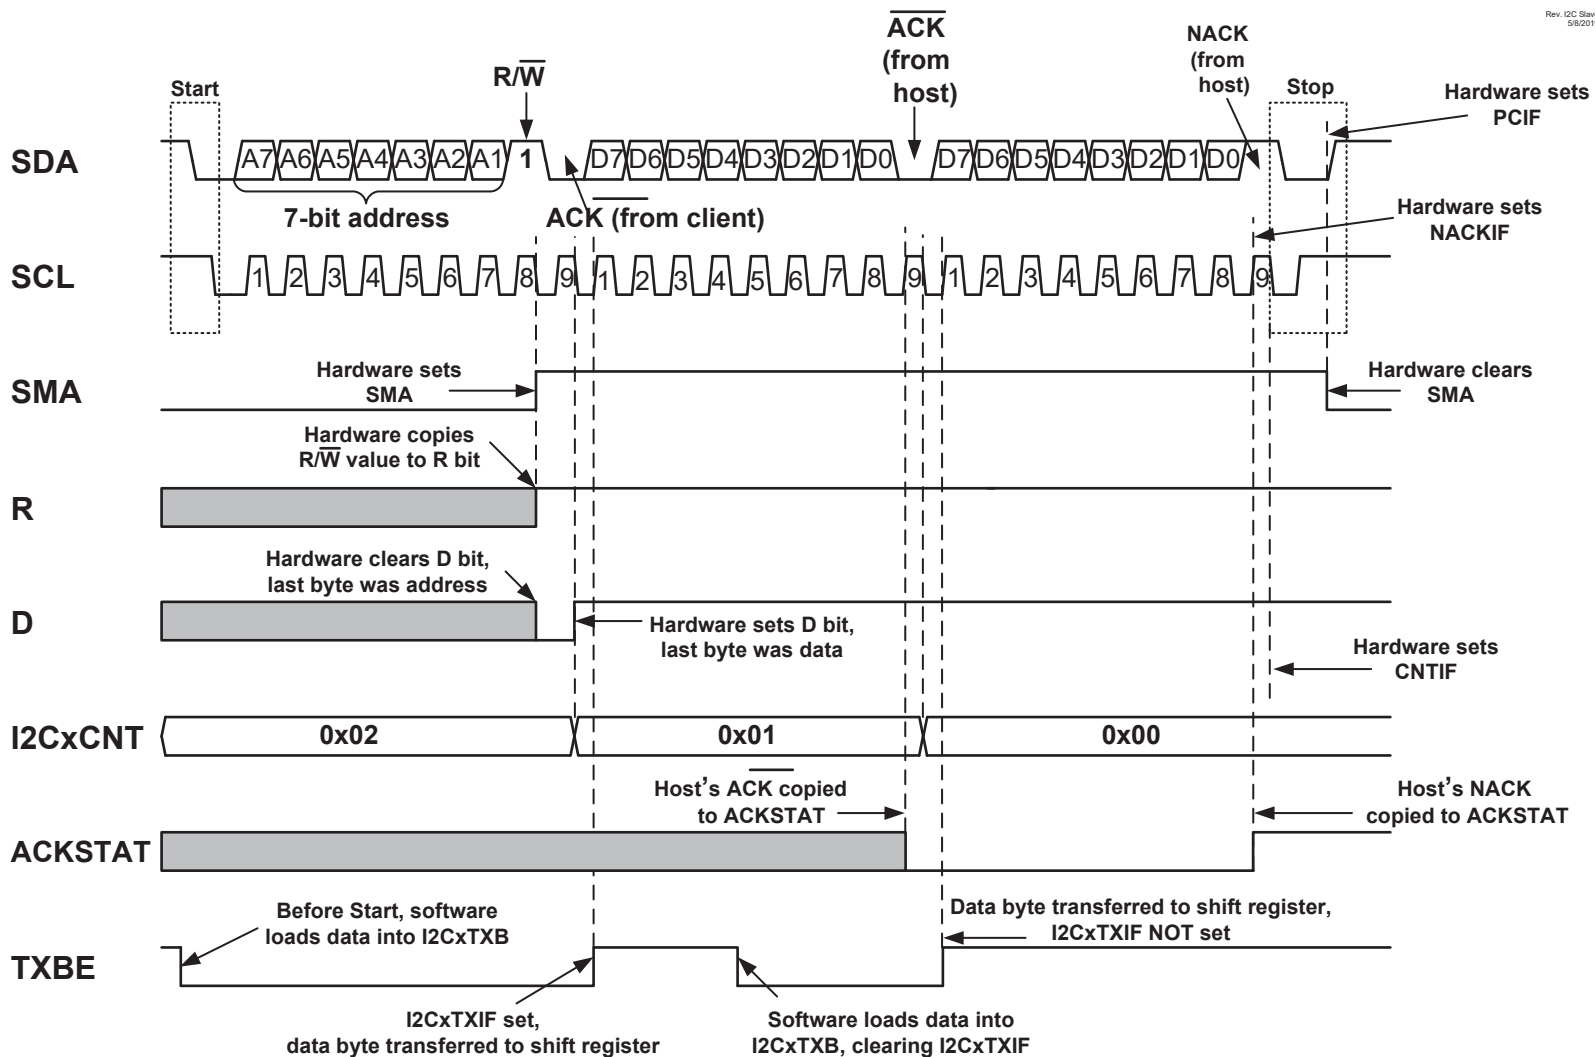 Rev. I2C Slav
5/8/201
ACK
(from
host)
NACK
(from
host)
R/W
Start
Stop
Hardware sets
PCIF
SDA
A7 A6 A5 A4 A3 A2 A1 1 D7 D6 D5 D4 D3 D2 D1 D0 D7 D6 D5 D4 D3 D2 D1 D0
7-bit address
ACK (from client)
Hardware sets
NACKIF
SCL
1 2 3 4 5 6 7 8 9 1 2 3 4 5 6 7 8 9 1 2 3 4 5 6 7 8 9
SMA
Hardware sets
SMA
Hardware clears
SMA
Hardware copies
R/W value to R bit
R
Hardware clears D bit,
last byte was address
D
Hardware sets D bit,
last byte was data
Hardware sets
CNTIF
I2CxCNT
0x02 0x01 0x00
Host's ACK copied
to ACKSTAT
Host's NACK
copied to ACKSTAT
ACKSTAT
Before Start, software
loads data into I2CxTXB
Data byte transferred to shift register,
I2CxTXIF NOT set
TXBE
I2CxTXIF set,
data byte transferred to shift register
Software loads data into
I2CxTXB, clearing I2CxTXIF